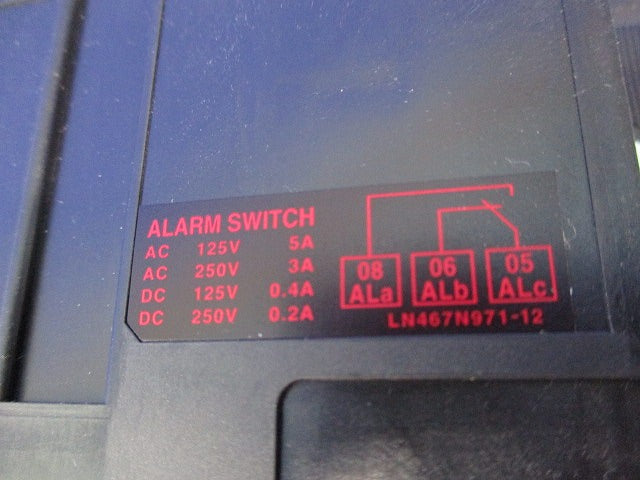 ALARM SWITCH
AC 125V 5A
AC 250V 3A
DC 125V 0.4A
DC 250V 0.2A
08 06 05
ALa ALb ALc
LN467N971-12